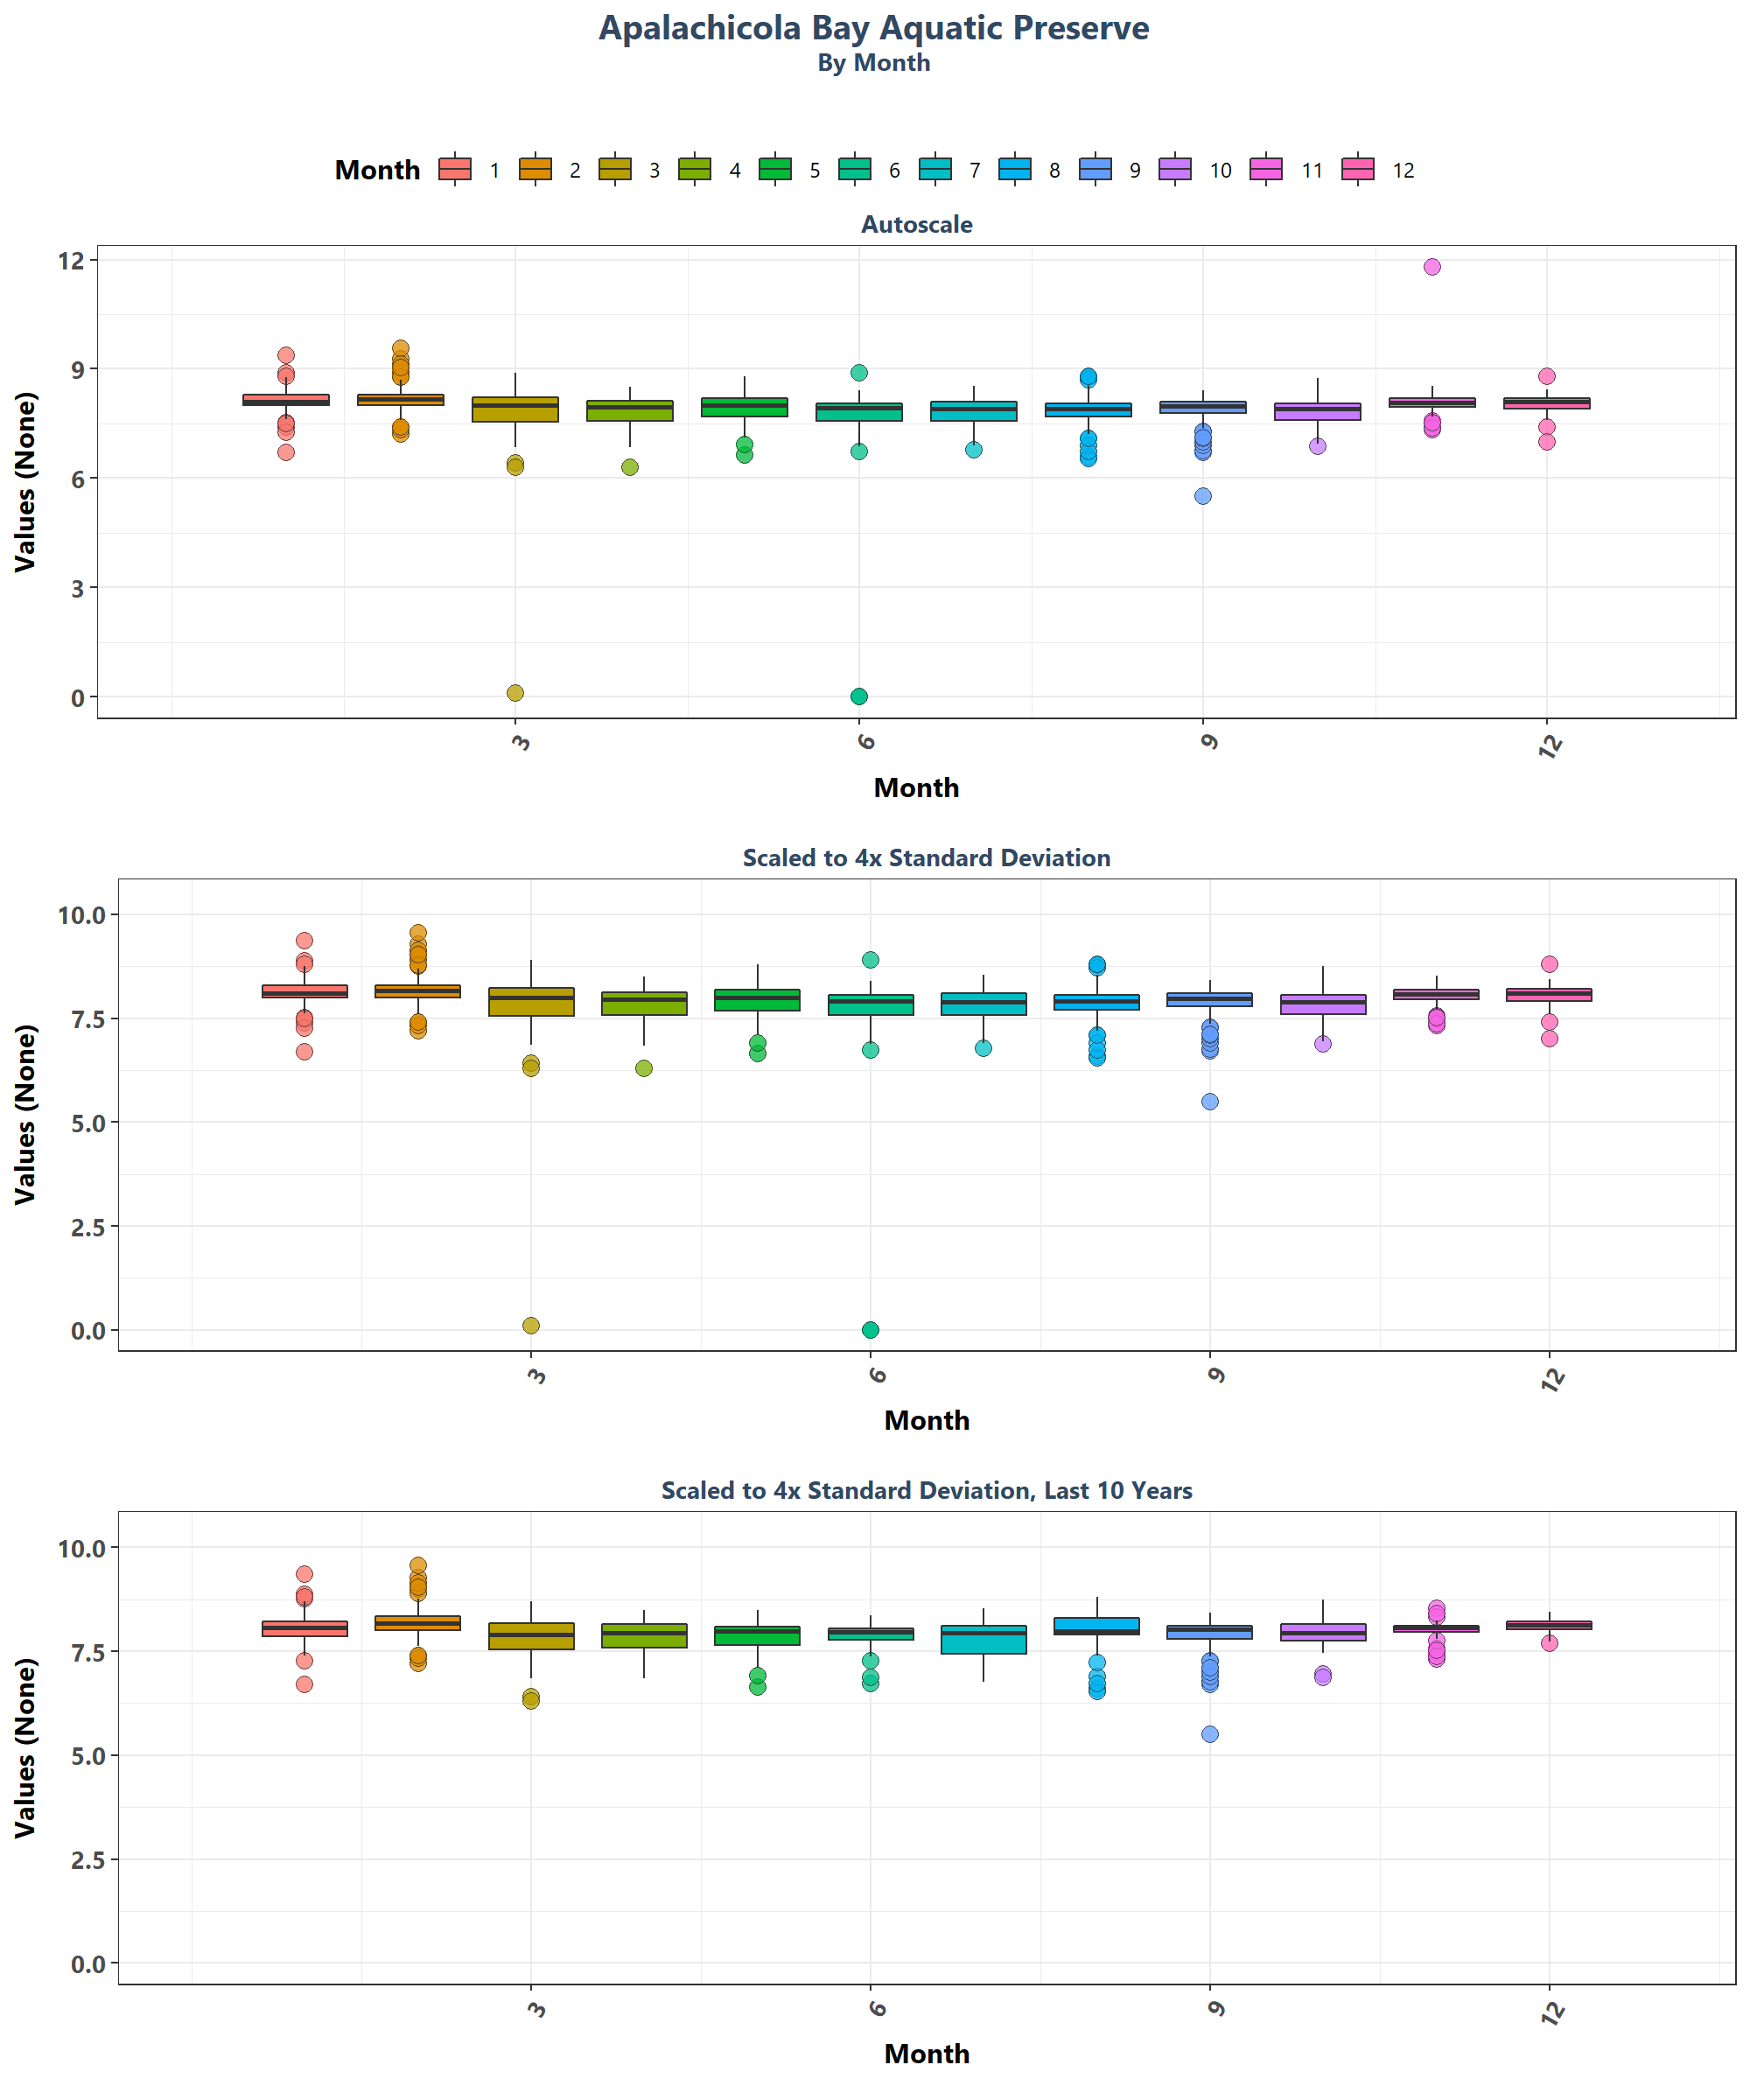 Apalachicola Bay Aquatic Preserve
By Month
Month 1 2 3 4 5 6 7 8 9 10 11 12
Autoscale
Values (None)
12
9
6
3
0
3 6 9 12
Month
Scaled to 4x Standard Deviation
Values (None)
10.0
7.5
5.0
2.5
0.0
3 6 9 12
Month
Scaled to 4x Standard Deviation, Last 10 Years
Values (None)
10.0
7.5
5.0
2.5
0.0
3 6 9 12
Month